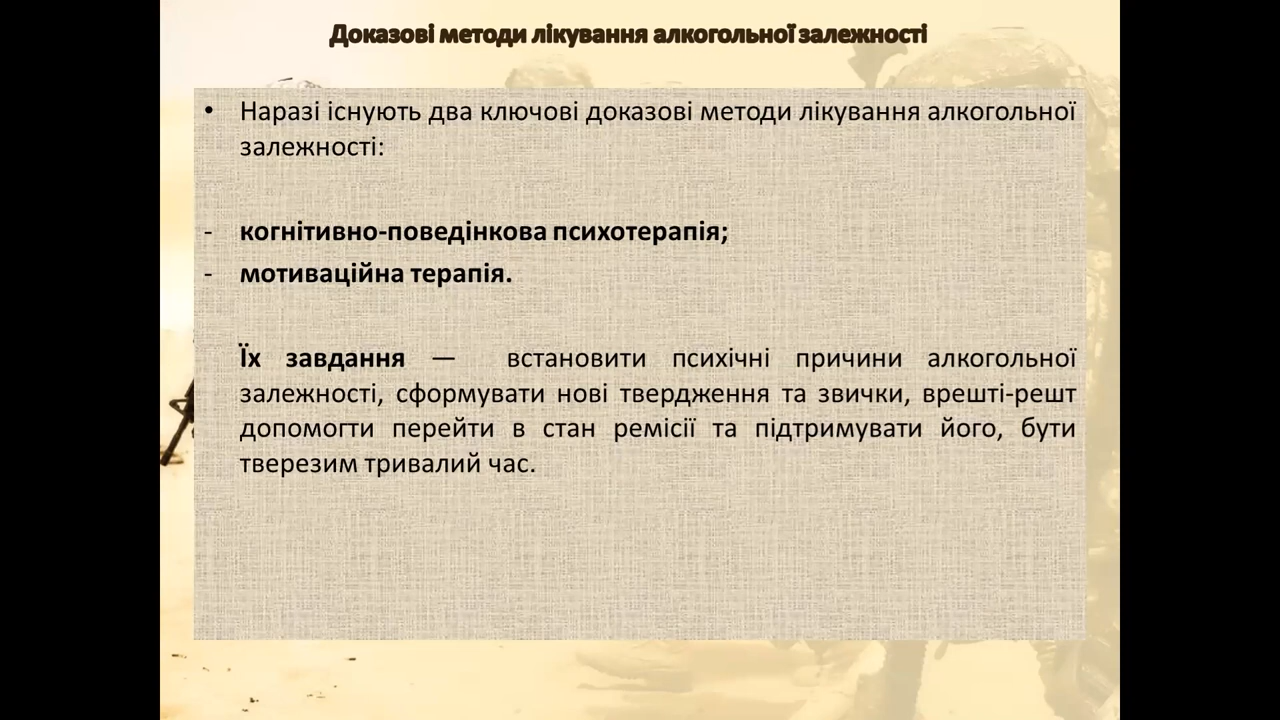 Доказові методи лікування алкогольної залежності
• Наразі існують два ключові доказові методи лікування алкогольної
залежності:
- когнітивно-поведінкова психотерапія;
- мотиваційна терапія.
Їх завдання — встановити психічні причини алкогольної
залежності, сформувати нові твердження та звички, врешті-решт
допомогти перейти в стан ремісії та підтримувати його, бути
тверезим тривалий час.